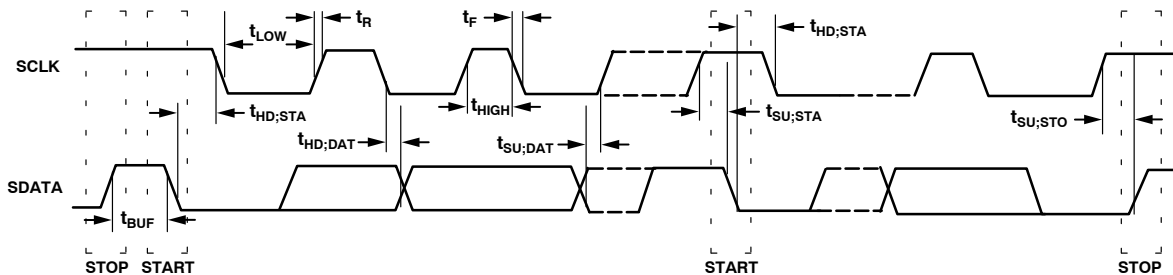 tR
tF
tLOW
tHD;STA
SCLK
tHD;STA
tHIGH
tSU;STA
tHD;DAT
tSU;DAT
tSU;STO
SDATA
tBUF
STOP START START STOP